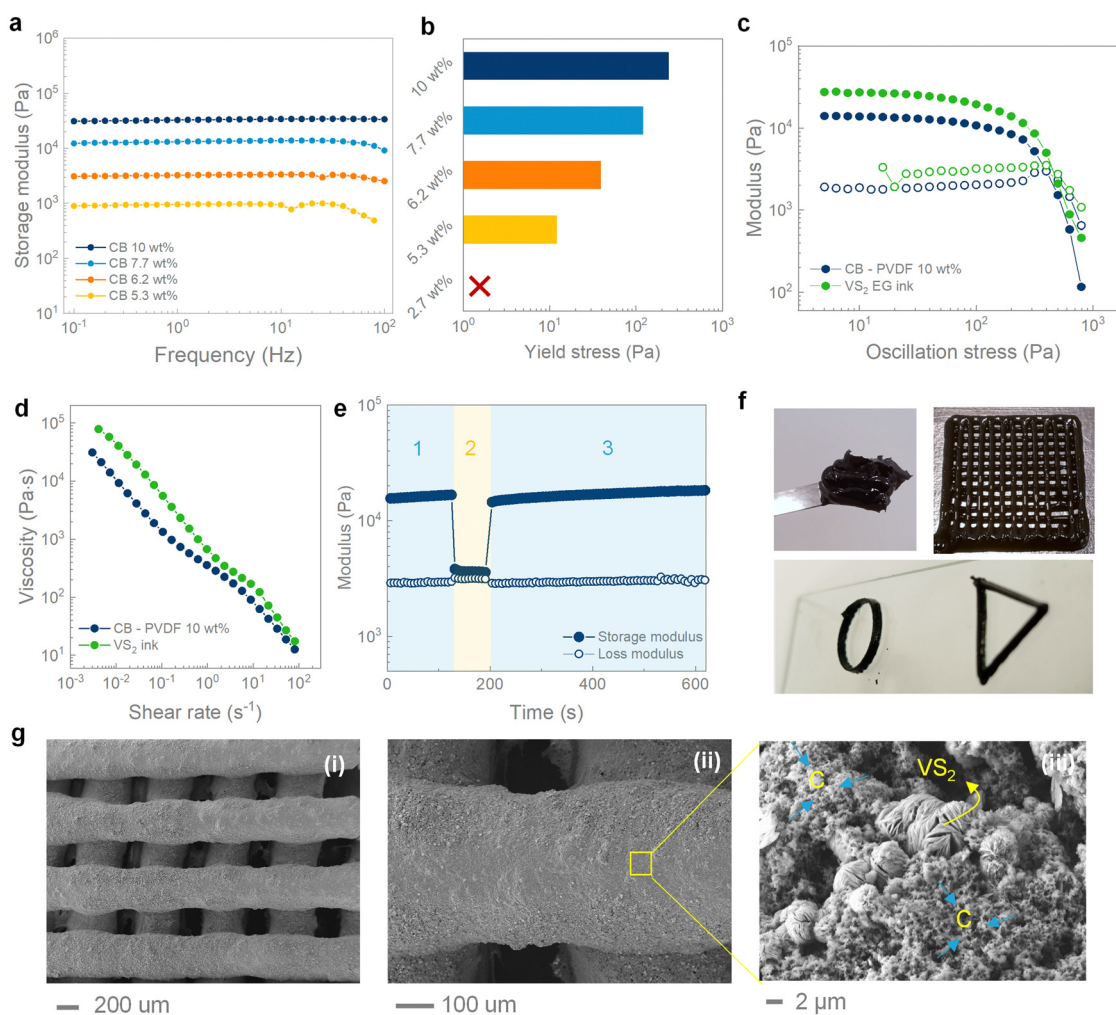 a
Storage modulus (Pa)
10⁶
10⁵
10⁴
10³
10²
10¹
CB 10 wt%
CB 7.7 wt%
CB 6.2 wt%
CB 5.3 wt%
10⁻¹ 10⁰ 10¹ 10²
Frequency (Hz)
b
10 wt%
7.7 wt%
6.2 wt%
5.3 wt%
2.7 wt%
10⁰ 10¹ 10² 10³
Yield stress (Pa)
c
Modulus (Pa)
10⁵
10⁴
10³
10²
CB - PVDF 10 wt%
VS₂ EG ink
10¹ 10² 10³
Oscillation stress (Pa)
d
Viscosity (Pa·s)
10⁵
10⁴
10³
10²
10¹
CB - PVDF 10 wt%
VS₂ ink
10⁻³ 10⁻² 10⁻¹ 10⁰ 10¹ 10²
Shear rate (s⁻¹)
e
Modulus (Pa)
10⁵
10⁴
10³
1 2 3
Storage modulus
Loss modulus
0 200 400 600
Time (s)
f
g
(i)
200 um
(ii)
100 um
(iii)
C
VS₂
C
2 µm